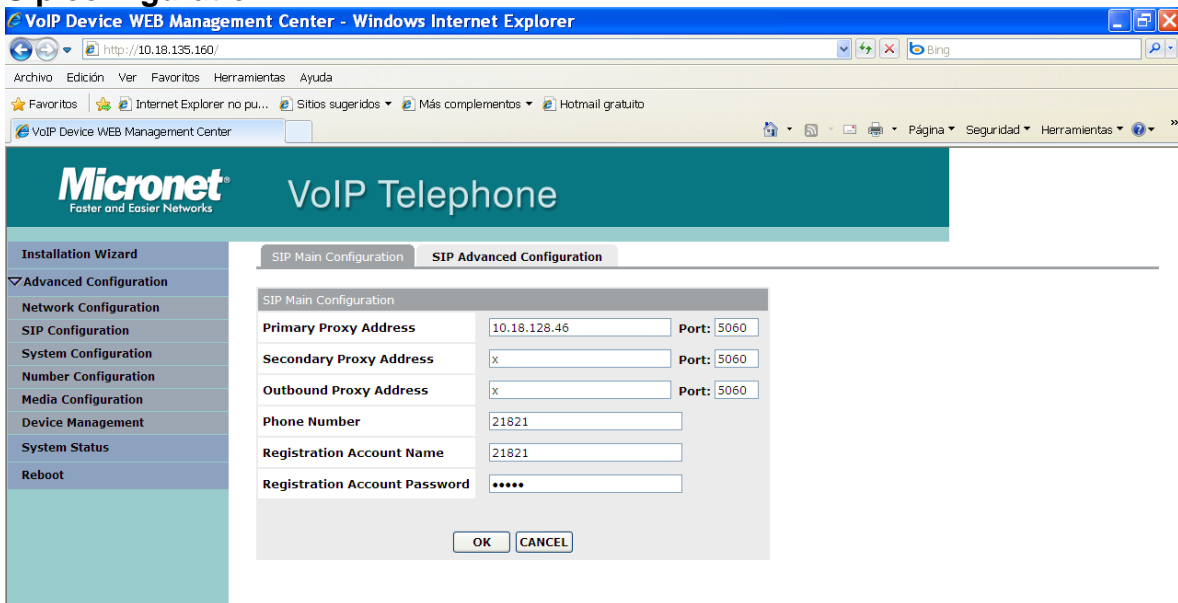 VoIP Device WEB Management Center - Windows Internet Explorer
http://10.18.135.160/
Bing
Archivo Edición Ver Favoritos Herramientas Ayuda
Favoritos Internet Explorer no pu... Sitios sugeridos Más complementos Hotmail gratuito
VoIP Device WEB Management Center
Página Seguridad Herramientas »
Micronet®
Faster and Easier Networks
VoIP Telephone
Installation Wizard
Advanced Configuration
Network Configuration
SIP Configuration
System Configuration
Number Configuration
Media Configuration
Device Management
System Status
Reboot
SIP Main Configuration SIP Advanced Configuration
SIP Main Configuration
Primary Proxy Address 10.18.128.46 Port: 5060
Secondary Proxy Address x Port: 5060
Outbound Proxy Address x Port: 5060
Phone Number 21821
Registration Account Name 21821
Registration Account Password •••••
OK CANCEL